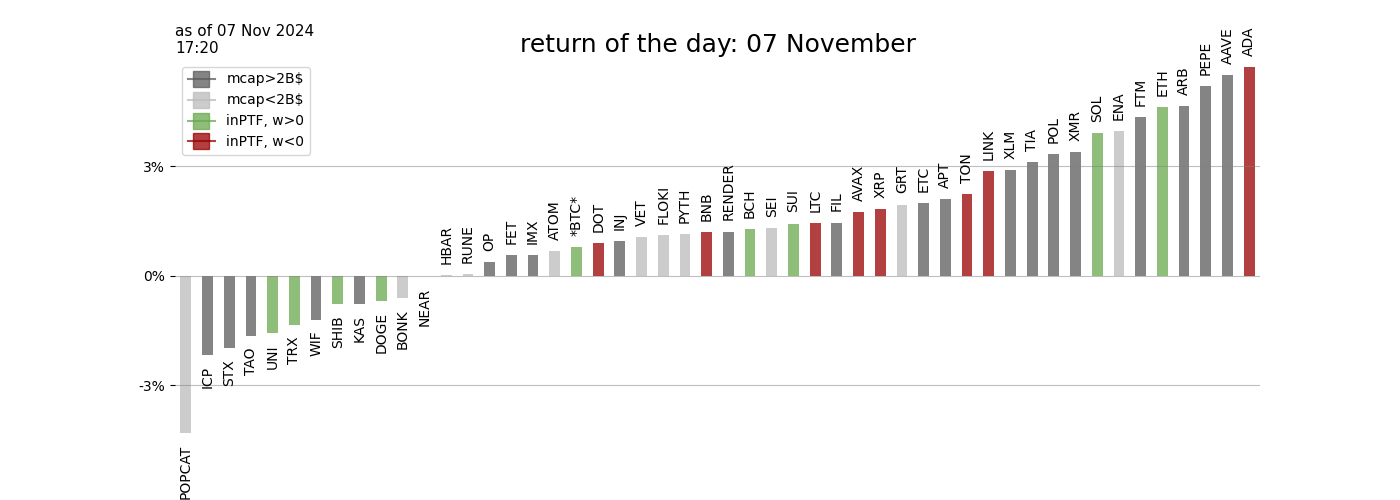 as of 07 Nov 2024
17:20
return of the day: 07 November
mcap>2B$
mcap<2B$
inPTF, w>0
inPTF, w<0
3%
0%
-3%
POPCAT
ICP
STX
TAO
UNI
TRX
WIF
SHIB
KAS
DOGE
BONK
NEAR
HBAR
RUNE
OP
FET
IMX
ATOM
*BTC*
DOT
INJ
VET
FLOKI
PYTH
BNB
RENDER
BCH
SEI
SUI
LTC
FIL
AVAX
XRP
GRT
ETC
APT
TON
LINK
XLM
TIA
POL
XMR
SOL
ENA
FTM
ETH
ARB
PEPE
AAVE
ADA